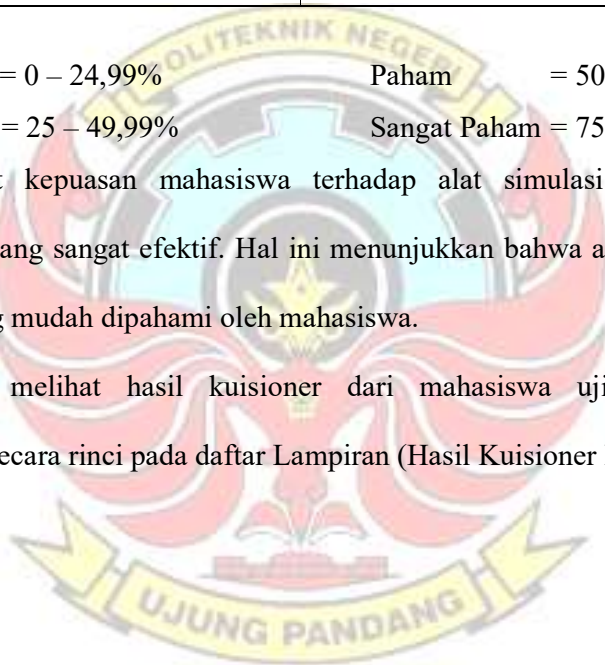 POLITEKNIK NEGERI
= 0 – 24,99% Paham = 50
= 25 – 49,99% Sangat Paham = 75
kepuasan mahasiswa terhadap alat simulasi
ang sangat efektif. Hal ini menunjukkan bahwa a
g mudah dipahami oleh mahasiswa.
melihat hasil kuisioner dari mahasiswa uji
ecara rinci pada daftar Lampiran (Hasil Kuisioner
UJUNG PANDANG